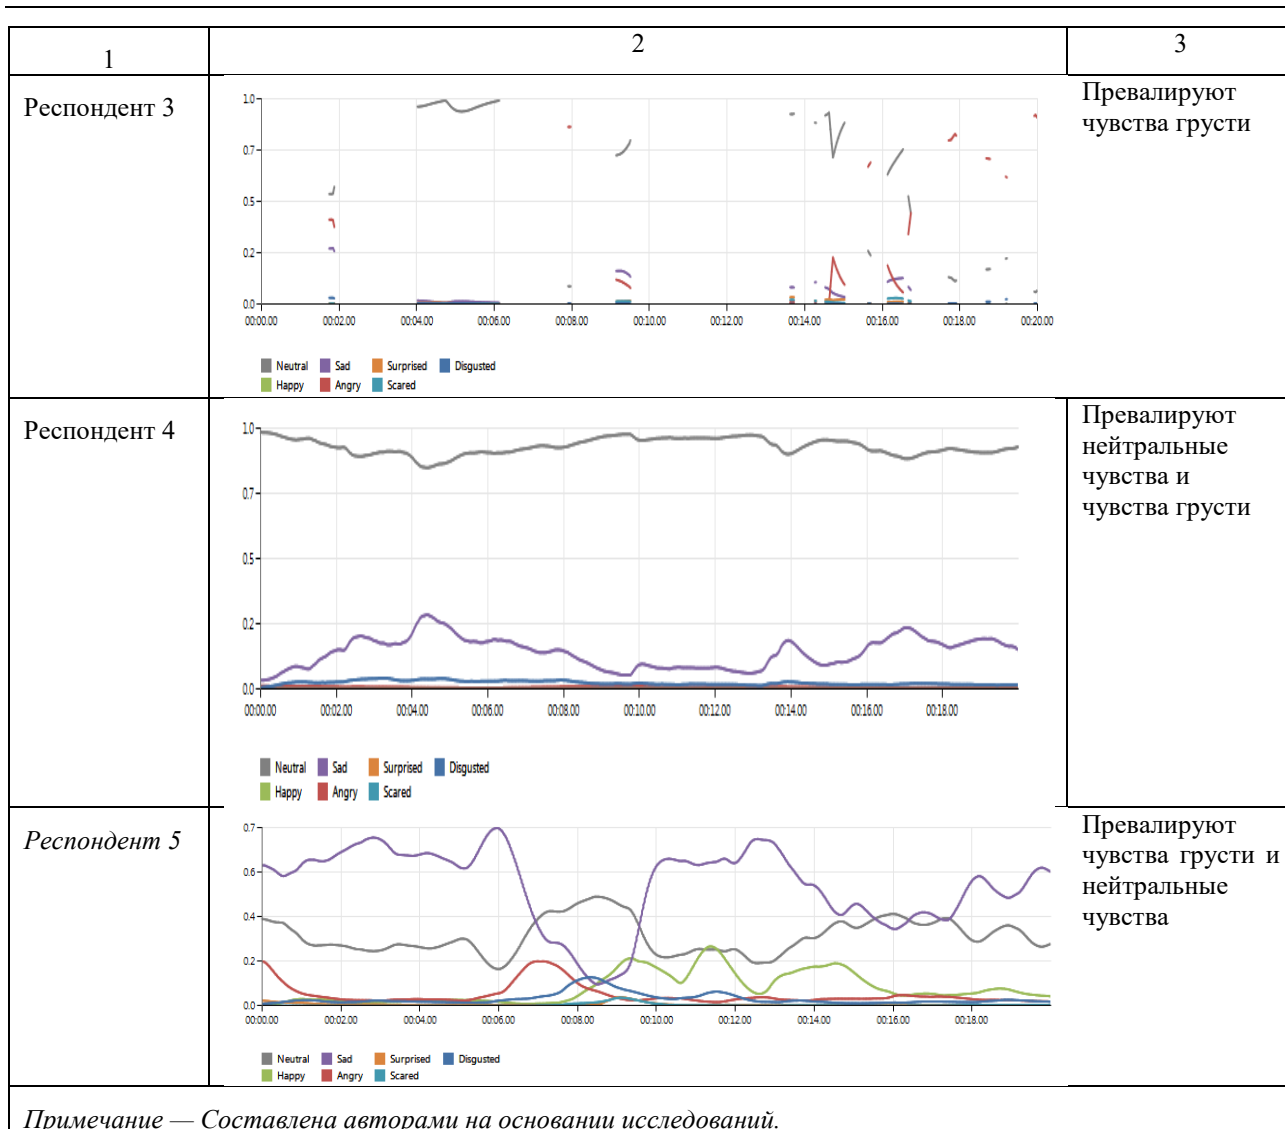 1
2
3
Респондент 3
1.0
0.7
0.5
0.2
0.0
00:00.00 00:02.00 00:04.00 00:06.00 00:08.00 00:10.00 00:12.00 00:14.00 00:16.00 00:18.00 00:20.00
Neutral Sad Surprised Disgusted
Happy Angry Scared
Превалируют
чувства грусти
Респондент 4
1.0
0.7
0.5
0.2
0.0
00:00.00 00:02.00 00:04.00 00:06.00 00:08.00 00:10.00 00:12.00 00:14.00 00:16.00 00:18.00
Neutral Sad Surprised Disgusted
Happy Angry Scared
Превалируют
нейтральные
чувства и
чувства грусти
Респондент 5
0.7
0.6
0.4
0.2
0.0
00:00.00 00:02.00 00:04.00 00:06.00 00:08.00 00:10.00 00:12.00 00:14.00 00:16.00 00:18.00
Neutral Sad Surprised Disgusted
Happy Angry Scared
Превалируют
чувства грусти и
нейтральные
чувства
Примечание — Составлена авторами на основании исследований.